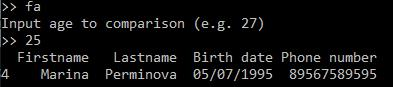 >> fa
Input age to comparison (e.g. 27)
>> 25
Firstname Lastname Birth date Phone number
4 Marina Perminova 05/07/1995 89567589595